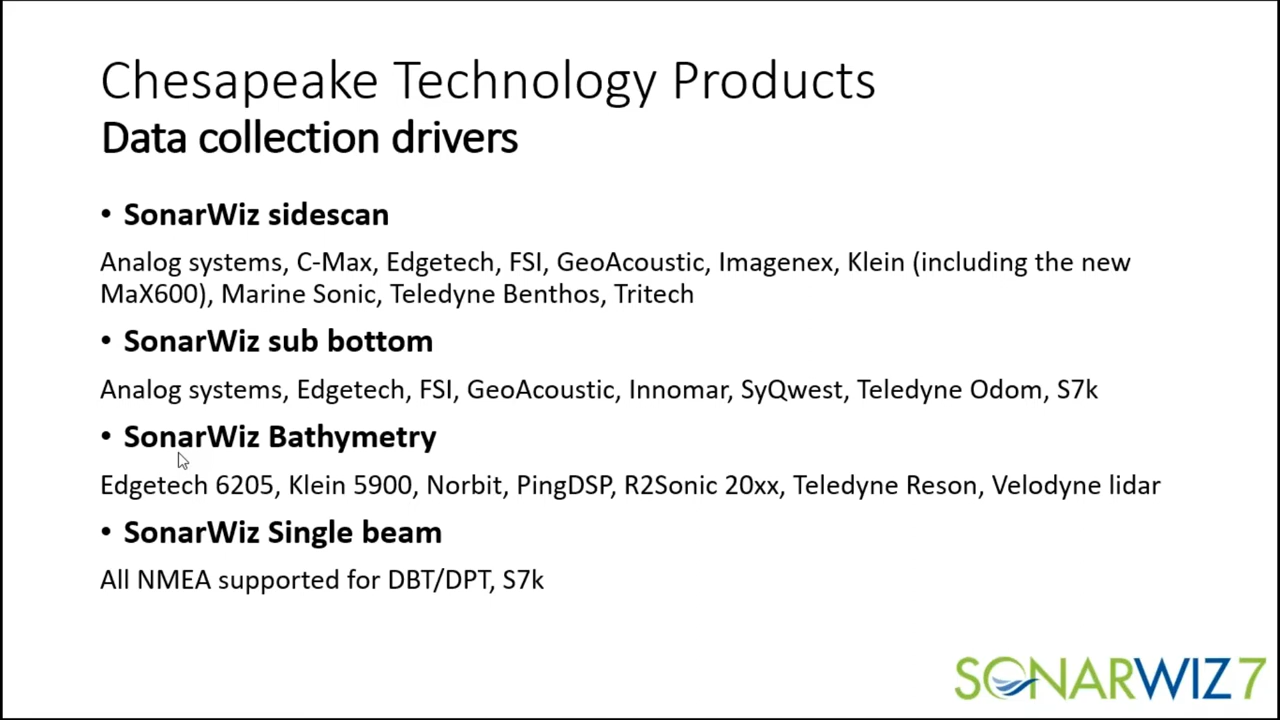 Chesapeake Technology Products
Data collection drivers
• SonarWiz sidescan
Analog systems, C-Max, Edgetech, FSI, GeoAcoustic, Imagenex, Klein (including the new
MaX600), Marine Sonic, Teledyne Benthos, Tritech
• SonarWiz sub bottom
Analog systems, Edgetech, FSI, GeoAcoustic, Innomar, SyQwest, Teledyne Odom, S7k
• SonarWiz Bathymetry
Edgetech 6205, Klein 5900, Norbit, PingDSP, R2Sonic 20xx, Teledyne Reson, Velodyne lidar
• SonarWiz Single beam
All NMEA supported for DBT/DPT, S7k
SONARWIZ 7